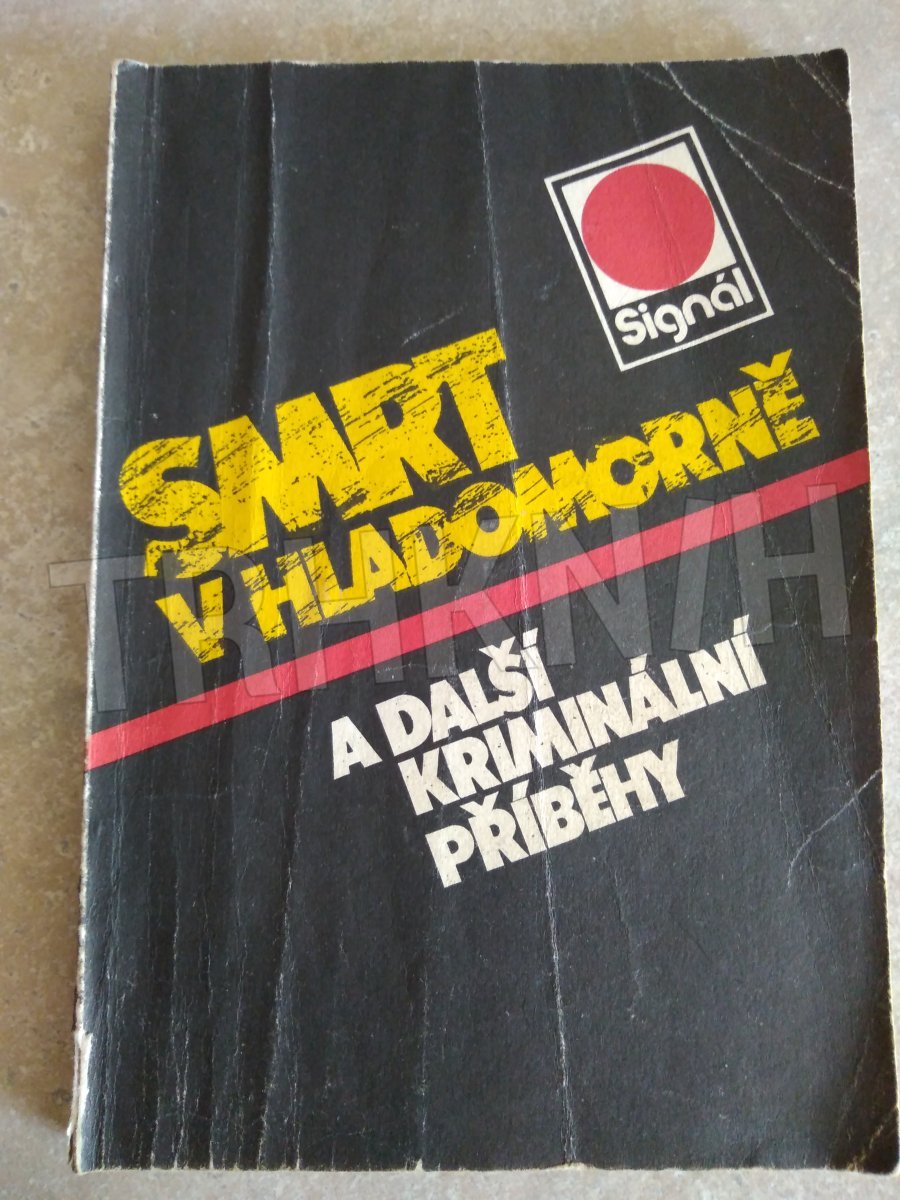 Signál
SMRT
V HLADOMORNĚ
TRHKNIH
A DALŠÍ
KRIMINÁLNÍ
PŘÍBĚHY